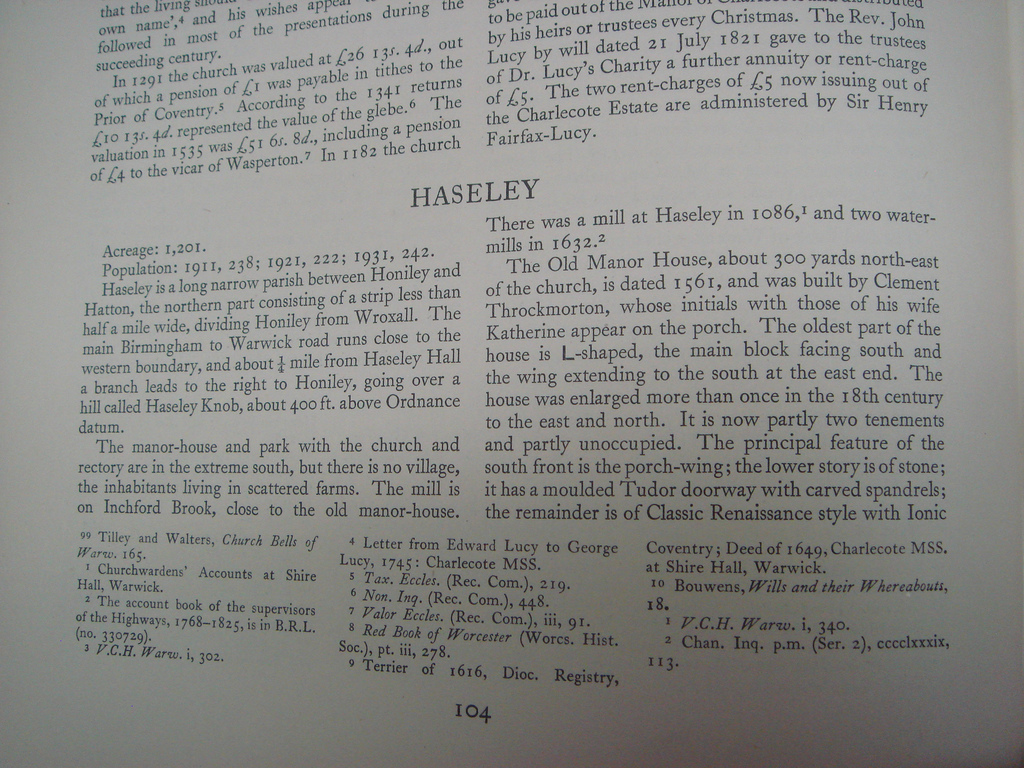 that the living
own name',⁴ and his wishes appear
followed in most of the presentations during the
succeeding century.
In 1291 the church was valued at £26 13s. 4d., out
of which a pension of £1 was payable in tithes to the
Prior of Coventry.⁵ According to the 1341 returns
£10 13s. 4d. represented the value of the glebe.⁶ The
valuation in 1535 was £51 6s. 8d., including a pension
of £4 to the vicar of Wasperton.⁷ In 1182 the church
to be paid out of the Manor of
by his heirs or trustees every Christmas. The Rev. John
Lucy by will dated 21 July 1821 gave to the trustees
of Dr. Lucy's Charity a further annuity or rent-charge
of £5. The two rent-charges of £5 now issuing out of
the Charlecote Estate are administered by Sir Henry
Fairfax-Lucy.
HASELEY
Acreage: 1,201.
Population: 1911, 238; 1921, 222; 1931, 242.
Haseley is a long narrow parish between Honiley and
Hatton, the northern part consisting of a strip less than
half a mile wide, dividing Honiley from Wroxall. The
main Birmingham to Warwick road runs close to the
western boundary, and about ¼ mile from Haseley Hall
a branch leads to the right to Honiley, going over a
hill called Haseley Knob, about 400 ft. above Ordnance
datum.
The manor-house and park with the church and
rectory are in the extreme south, but there is no village,
the inhabitants living in scattered farms. The mill is
on Inchford Brook, close to the old manor-house.
There was a mill at Haseley in 1086,¹ and two water-
mills in 1632.²
The Old Manor House, about 300 yards north-east
of the church, is dated 1561, and was built by Clement
Throckmorton, whose initials with those of his wife
Katherine appear on the porch. The oldest part of the
house is L-shaped, the main block facing south and
the wing extending to the south at the east end. The
house was enlarged more than once in the 18th century
to the east and north. It is now partly two tenements
and partly unoccupied. The principal feature of the
south front is the porch-wing; the lower story is of stone;
it has a moulded Tudor doorway with carved spandrels;
the remainder is of Classic Renaissance style with Ionic
⁹⁹ Tilley and Walters, Church Bells of
Warw. 165.
¹ Churchwardens' Accounts at Shire
Hall, Warwick.
² The account book of the supervisors
of the Highways, 1768–1825, is in B.R.L.
(no. 330729).
³ V.C.H. Warw. i, 302.
⁴ Letter from Edward Lucy to George
Lucy, 1745: Charlecote MSS.
⁵ Tax. Eccles. (Rec. Com.), 219.
⁶ Non. Inq. (Rec. Com.), 448.
⁷ Valor Eccles. (Rec. Com.), iii, 91.
⁸ Red Book of Worcester (Worcs. Hist.
Soc.), pt. iii, 278.
⁹ Terrier of 1616, Dioc. Registry,
Coventry; Deed of 1649, Charlecote MSS.
at Shire Hall, Warwick.
¹⁰ Bouwens, Wills and their Whereabouts,
18.
¹ V.C.H. Warw. i, 340.
² Chan. Inq. p.m. (Ser. 2), cccclxxxix,
113.
104